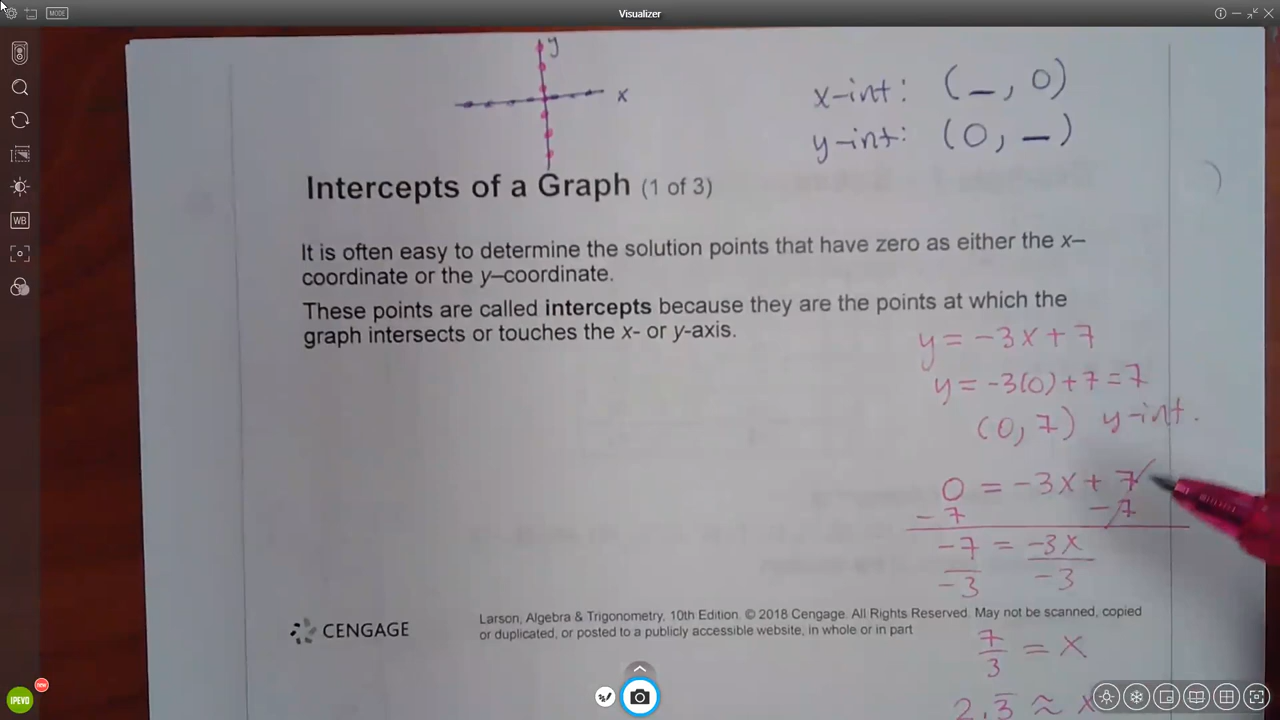 MODE
Visualizer
y
x
x-int: (_, 0)
y-int: (0, _)
Intercepts of a Graph (1 of 3)
It is often easy to determine the solution points that have zero as either the x–
coordinate or the y–coordinate.
These points are called intercepts because they are the points at which the
graph intersects or touches the x- or y-axis.
y = -3x + 7
y = -3(0) + 7 = 7
(0, 7) y-int.
0 = -3x + 7
-7 -7
-7 = -3x
-3 -3
CENGAGE
Larson, Algebra & Trigonometry, 10th Edition. © 2018 Cengage. All Rights Reserved. May not be scanned, copied
or duplicated, or posted to a publicly accessible website, in whole or in part
7/3 = x
2.3̅ ≈ x
WB
IPEVO
new